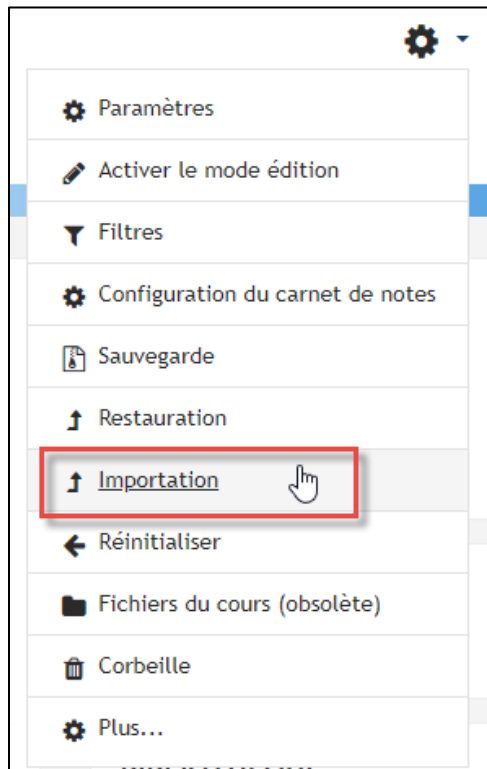 Paramètres
Activer le mode édition
Filtres
Configuration du carnet de notes
Sauvegarde
Restauration
Importation
Réinitialiser
Fichiers du cours (obsolète)
Corbeille
Plus...